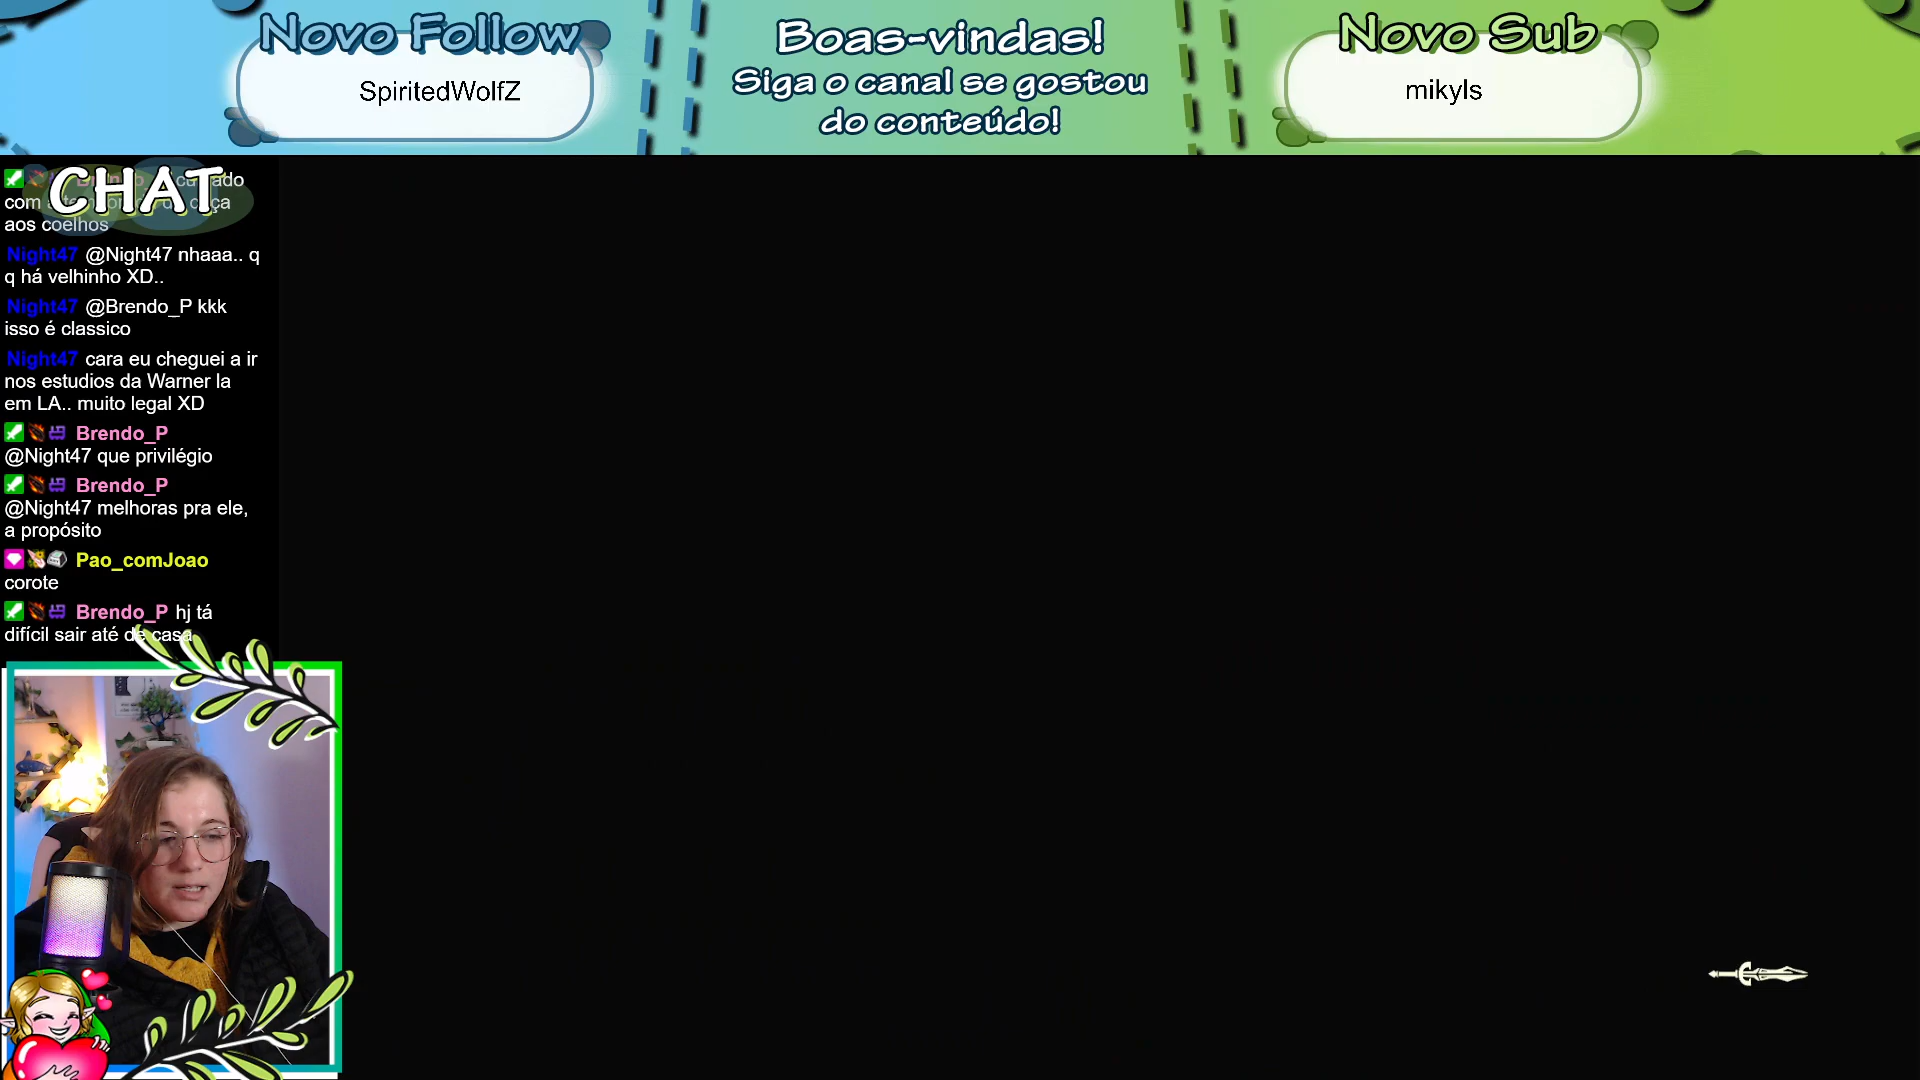 Novo Follow
SpiritedWolfZ
Boas-vindas!
Siga o canal se gostou
do conteúdo!
Novo Sub
mikyls
CHAT
com
aos coelhos
Night47 @Night47 nhaaa.. q
q há velhinho XD..
Night47 @Brendo_P kkk
isso é classico
Night47 cara eu cheguei a ir
nos estudios da Warner la
em LA.. muito legal XD
Brendo_P
@Night47 que privilégio
Brendo_P
@Night47 melhoras pra ele,
a propósito
Pao_comJoao
corote
Brendo_P hj tá
difícil sair até de casa